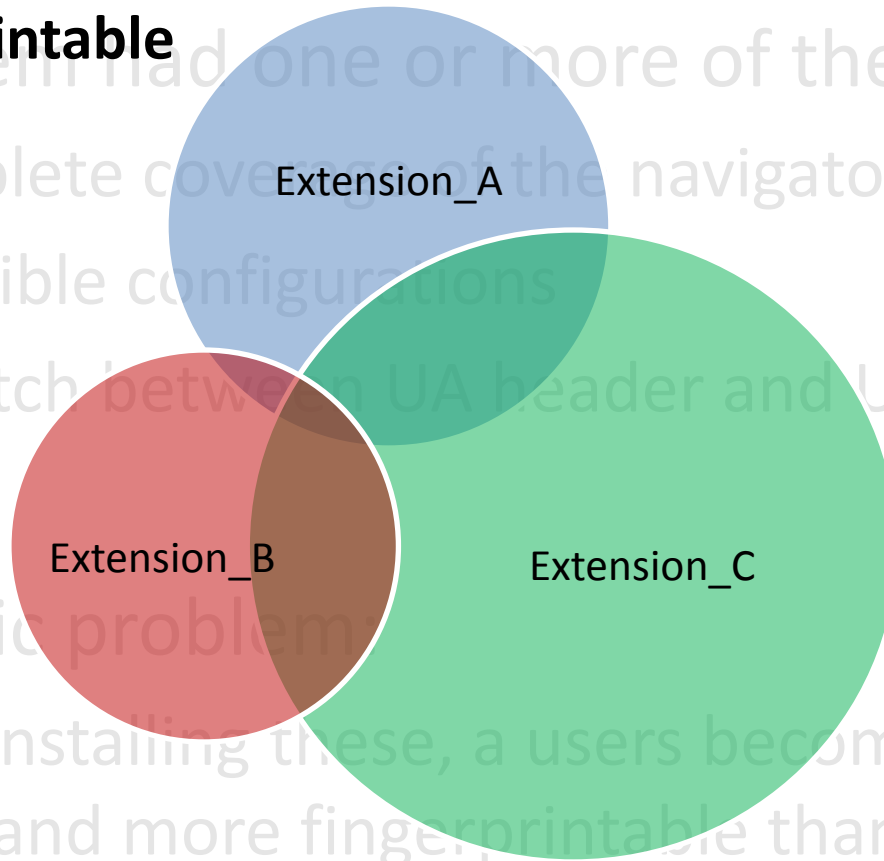 intable
em had one or more of the
plete coverage of the navigato
ible configurations
tch between UA header and U
ic problem:
nstalling these, a users becom
and more fingerprintable than
Extension_A
Extension_B
Extension_C